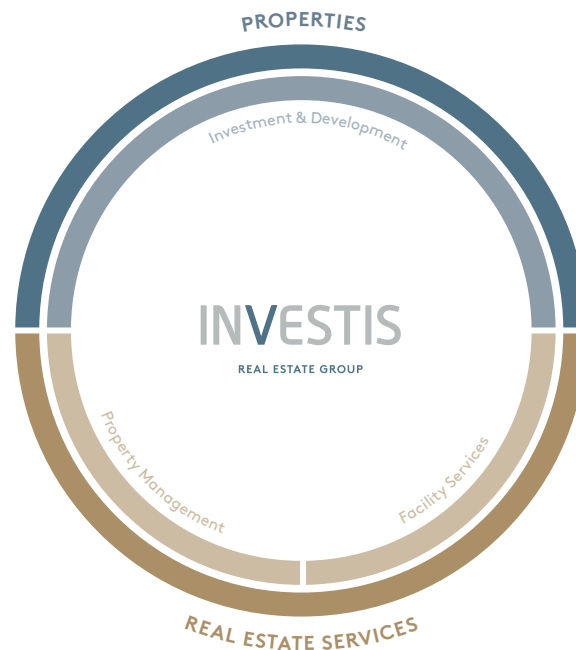 PROPERTIES
Investment & Development
INVESTIS
REAL ESTATE GROUP
Property Management
Facility Services
REAL ESTATE SERVICES